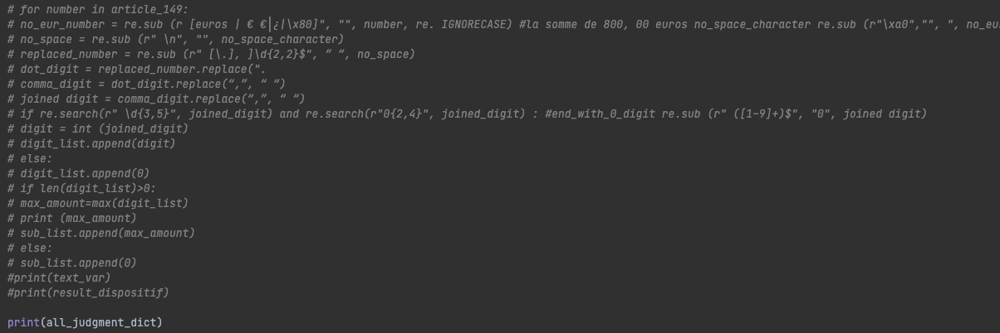 # for number in article_149:
# no_eur_number = re.sub (r [euros | € €|¿|\x80]", "", number, re. IGNORECASE) #la somme de 800, 00 euros no_space_character re.sub (r"\xa0","", ", no_eu
# no_space = re.sub (r" \n", "", no_space_character)
# replaced_number = re.sub (r" [\.], ]\d{2,2}$", “ “, no_space)
# dot_digit = replaced_number.replace(".
# comma_digit = dot_digit.replace(“,”, “ “)
# joined digit = comma_digit.replace(“,”, “ “)
# if re.search(r" \d{3,5}", joined_digit) and re.search(r"0{2,4}", joined_digit) : #end_with_0_digit re.sub (r" ([1-9]+)$", "0", joined digit)
# digit = int (joined_digit)
# digit_list.append(digit)
# else:
# digit_list.append(0)
# if len(digit_list)>0:
# max_amount=max(digit_list)
# print (max_amount)
# sub_list.append(max_amount)
# else:
# sub_list.append(0)
#print(text_var)
#print(result_dispositif)
print(all_judgment_dict)